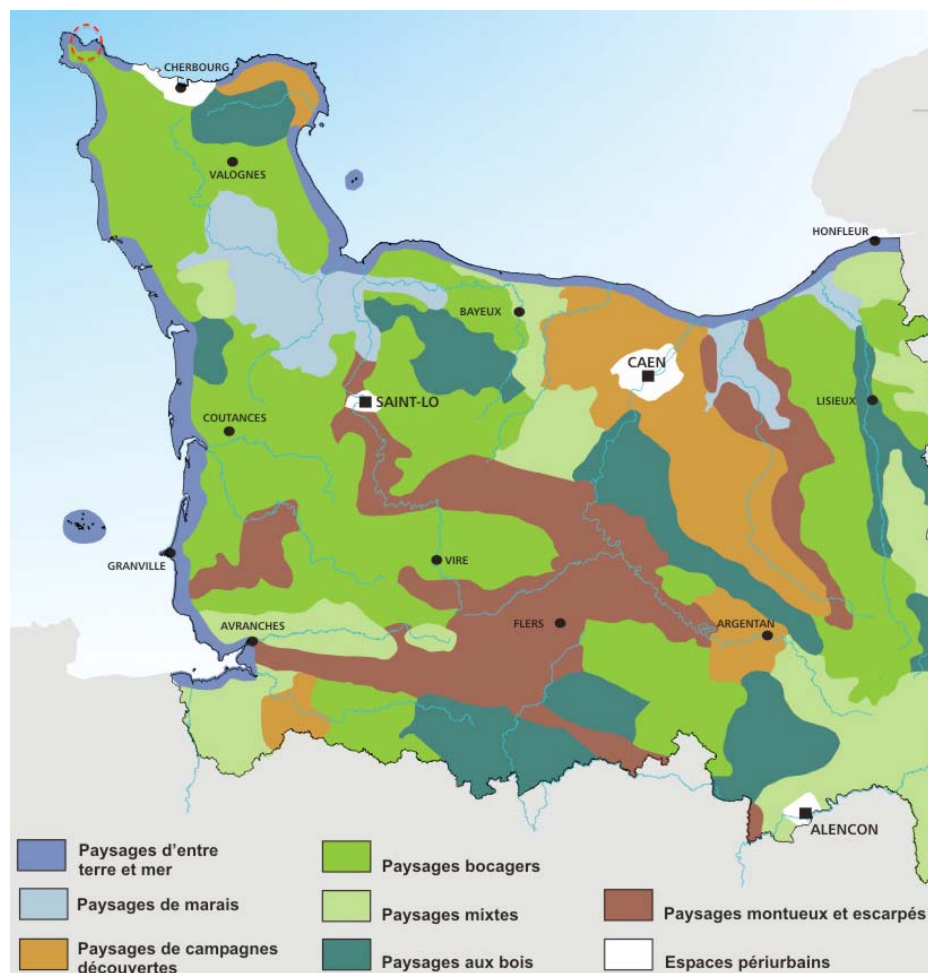 CHERBOURG
VALOGNES
HONFLEUR
BAYEUX
CAEN
SAINT-LO
LISIEUX
COUTANCES
GRANVILLE
VIRE
AVRANCHES
FLERS
ARGENTAN
ALENCON
Paysages d'entre
terre et mer
Paysages de marais
Paysages de campagnes
découvertes
Paysages bocagers
Paysages mixtes
Paysages aux bois
Paysages montueux et escarpés
Espaces périurbains